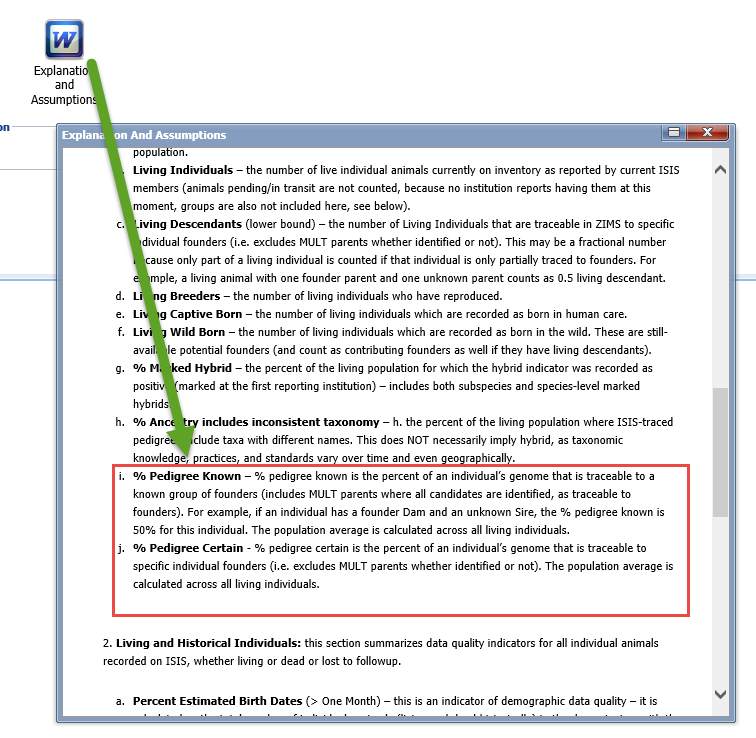 Explanation
and
Assumptions
on
Explanation And Assumptions
population.
Living Individuals – the number of live individual animals currently on inventory as reported by current ISIS
members (animals pending/in transit are not counted, because no institution reports having them at this
moment, groups are also not included here, see below).
c. Living Descendants (lower bound) – the number of Living Individuals that are traceable in ZIMS to specific
individual founders (i.e. excludes MULT parents whether identified or not). This may be a fractional number
because only part of a living individual is counted if that individual is only partially traced to founders. For
example, a living animal with one founder parent and one unknown parent counts as 0.5 living descendant.
d. Living Breeders – the number of living individuals who have reproduced.
e. Living Captive Born – the number of living individuals which are recorded as born in human care.
f. Living Wild Born – the number of living individuals which are recorded as born in the wild. These are still-
available potential founders (and count as contributing founders as well if they have living descendants).
g. % Marked Hybrid – the percent of the living population for which the hybrid indicator was recorded as
positive (marked at the first reporting institution) – includes both subspecies and species-level marked
hybrids
h. % Ancestry includes inconsistent taxonomy – h. the percent of the living population where ISIS-traced
pedigrees include taxa with different names. This does NOT necessarily imply hybrid, as taxonomic
knowledge, practices, and standards vary over time and even geographically.
i. % Pedigree Known – % pedigree known is the percent of an individual's genome that is traceable to a
known group of founders (includes MULT parents where all candidates are identified, as traceable to
founders). For example, if an individual has a founder Dam and an unknown Sire, the % pedigree known is
50% for this individual. The population average is calculated across all living individuals.
j. % Pedigree Certain - % pedigree certain is the percent of an individual's genome that is traceable to
specific individual founders (i.e. excludes MULT parents whether identified or not). The population average is
calculated across all living individuals.
2. Living and Historical Individuals: this section summarizes data quality indicators for all individual animals
recorded on ISIS, whether living or dead or lost to followup.
a. Percent Estimated Birth Dates (> One Month) – this is an indicator of demographic data quality – it is